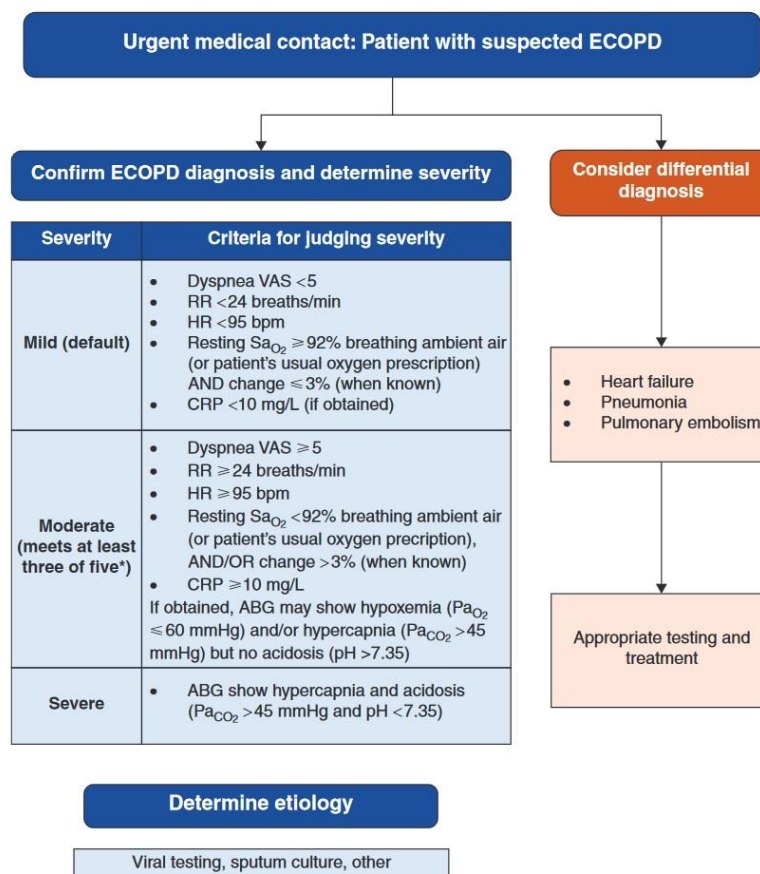 Urgent medical contact: Patient with suspected ECOPD
Confirm ECOPD diagnosis and determine severity
Consider differential
diagnosis
Severity
Criteria for judging severity
Mild (default)
• Dyspnea VAS <5
• RR <24 breaths/min
• HR <95 bpm
• Resting SaO₂ ⩾92% breathing ambient air
(or patient's usual oxygen prescription)
AND change ⩽3% (when known)
• CRP <10 mg/L (if obtained)
Moderate
(meets at least
three of five*)
• Dyspnea VAS ⩾5
• RR ⩾24 breaths/min
• HR ⩾95 bpm
• Resting SaO₂ <92% breathing ambient air
(or patient's usual oxygen precription),
AND/OR change >3% (when known)
• CRP ⩾10 mg/L
If obtained, ABG may show hypoxemia (PaO₂
⩽60 mmHg) and/or hypercapnia (PaCO₂ >45
mmHg) but no acidosis (pH >7.35)
Severe
• ABG show hypercapnia and acidosis
(PaCO₂ >45 mmHg and pH <7.35)
• Heart failure
• Pneumonia
• Pulmonary embolism
Appropriate testing and
treatment
Determine etiology
Viral testing, sputum culture, other